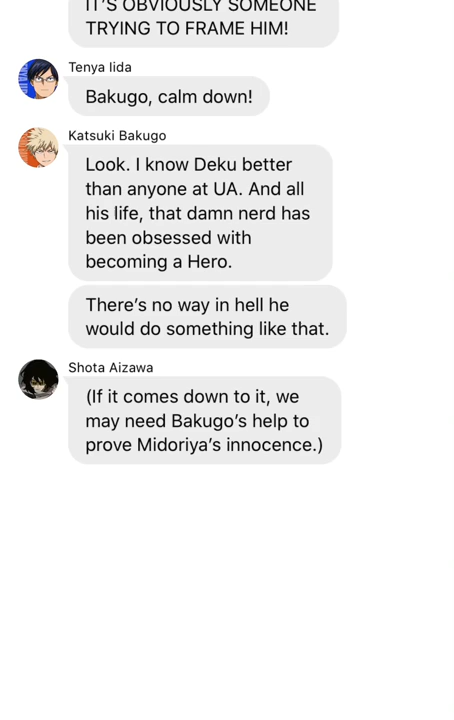 IT'S OBVIOUSLY SOMEONE
TRYING TO FRAME HIM!
Tenya Iida
Bakugo, calm down!
Katsuki Bakugo
Look. I know Deku better
than anyone at UA. And all
his life, that damn nerd has
been obsessed with
becoming a Hero.
There's no way in hell he
would do something like that.
Shota Aizawa
(If it comes down to it, we
may need Bakugo's help to
prove Midoriya's innocence.)